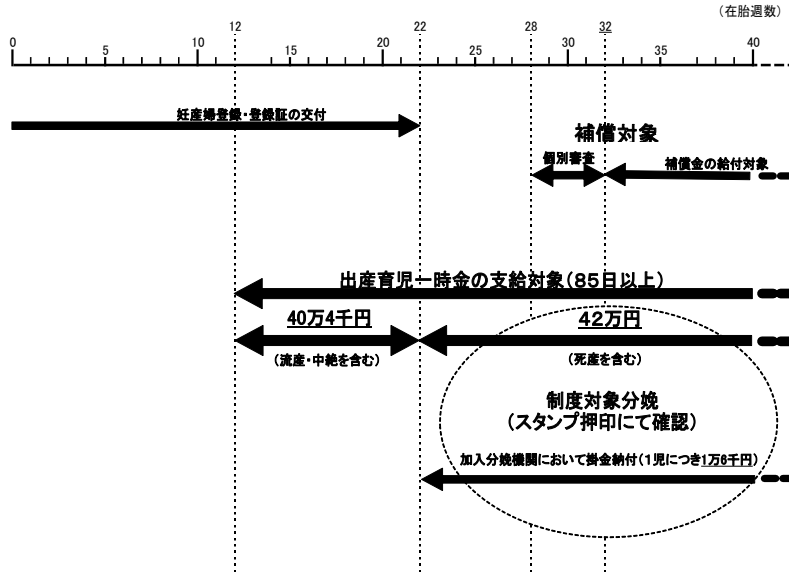 （在胎週数）
12 22 28 32
0 5 10 15 20 25 30 35 40
妊産婦登録・登録証の交付
補償対象
個別審査
補償金の給付対象
出産育児一時金の支給対象（85日以上）
40万4千円
42万円
（流産・中絶を含む）
（死産を含む）
制度対象分娩
（スタンプ押印にて確認）
加入分娩機関において掛金納付（1児につき1万6千円）